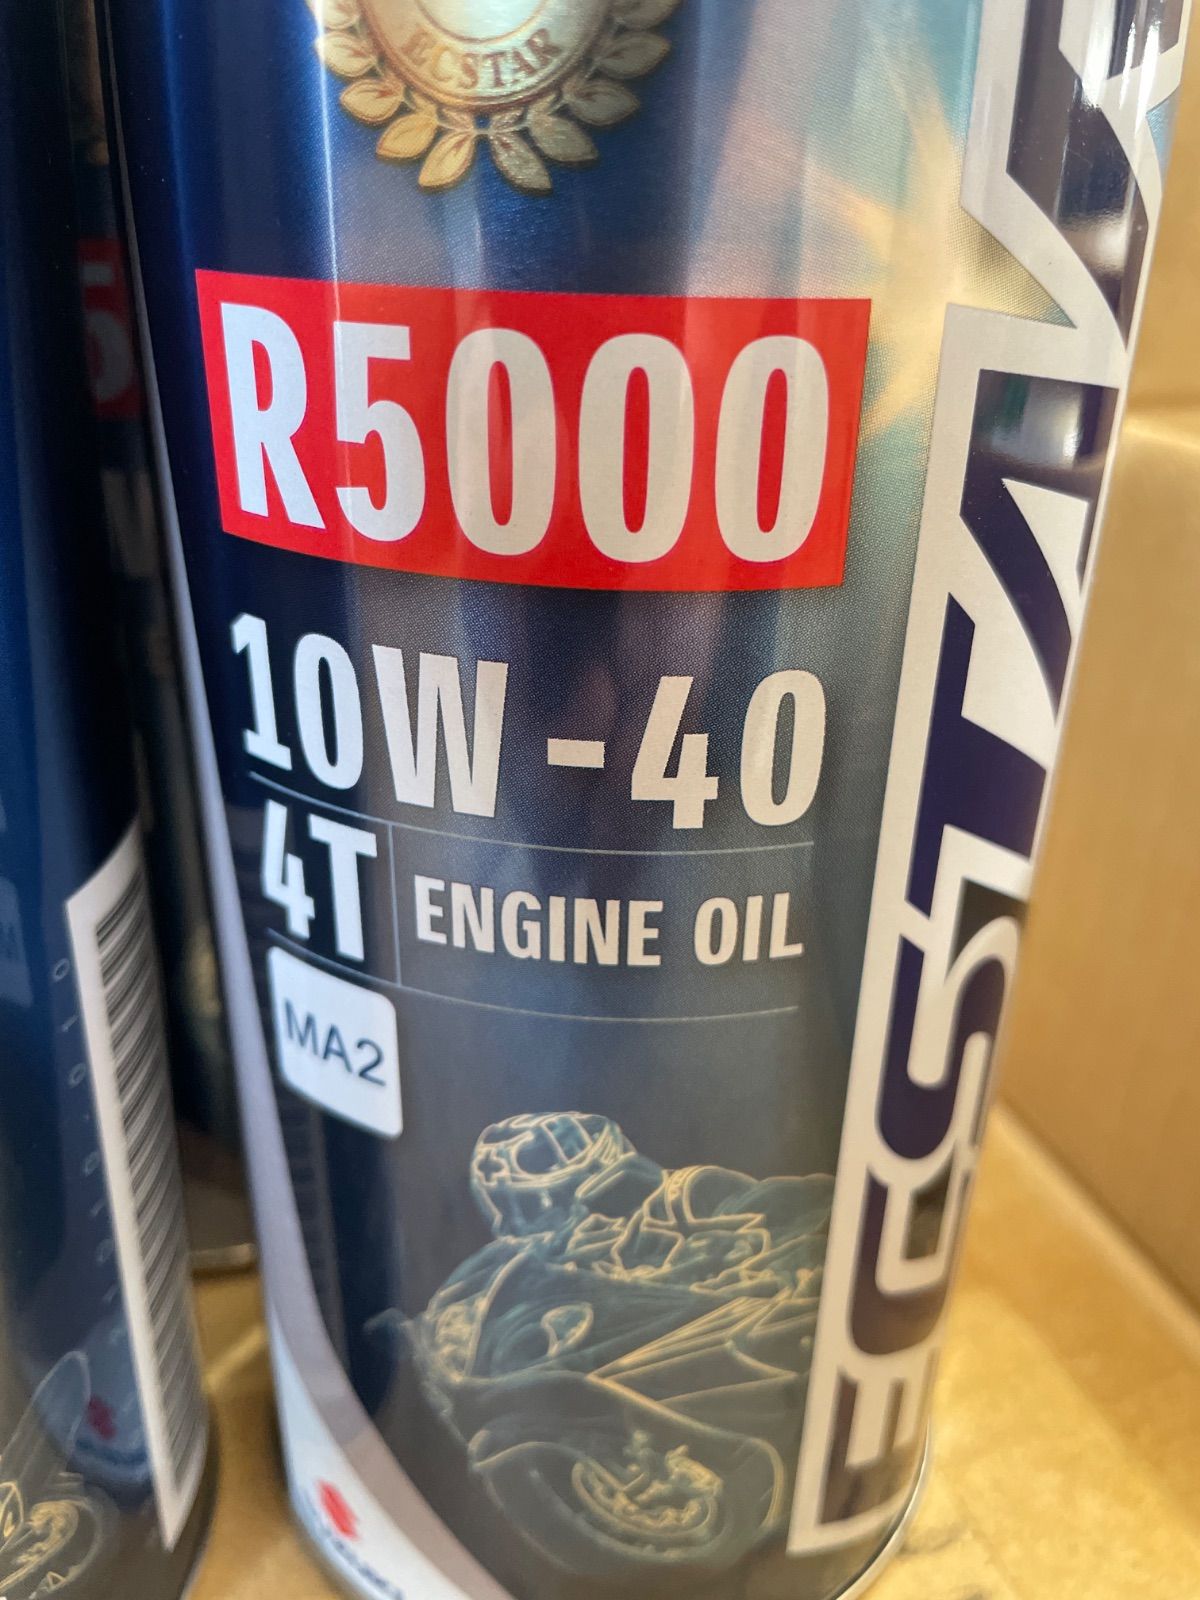 ECSTAR
R5000
10W-40
4T ENGINE OIL
MA2
ECSTAR